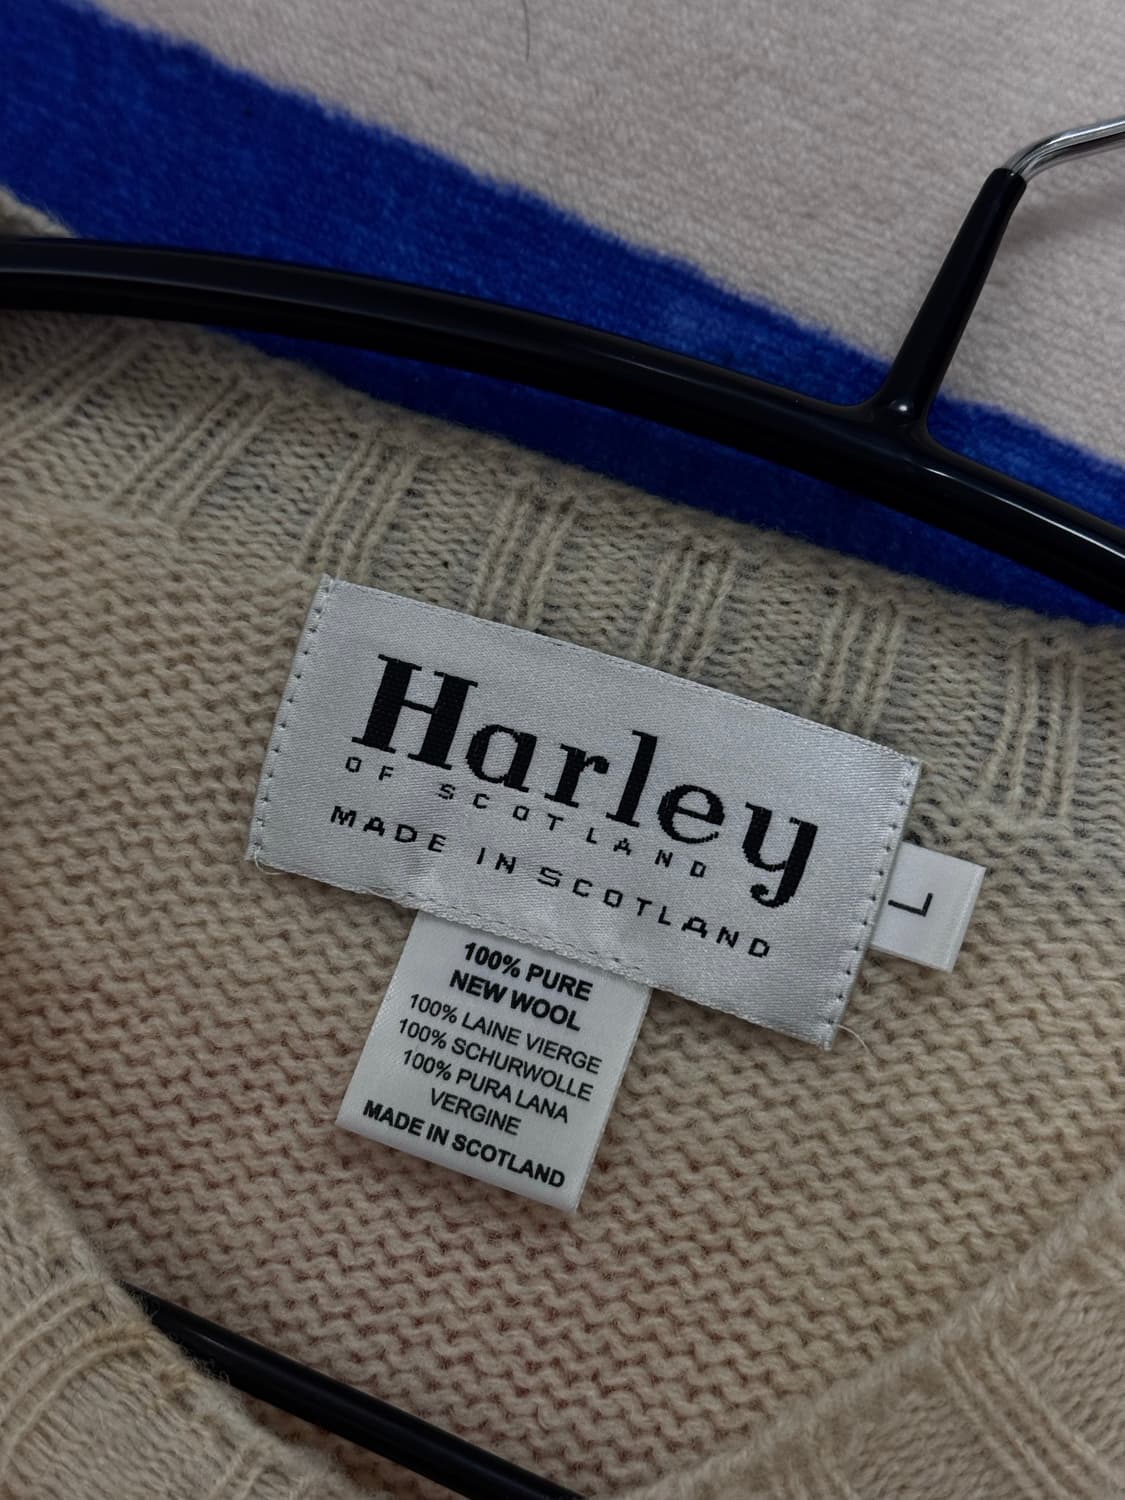 Harley
OF SCOTLAND
MADE IN SCOTLAND
L
100% PURE
NEW WOOL
100% LAINE VIERGE
100% SCHURWOLLE
100% PURA LANA
VERGINE
MADE IN SCOTLAND